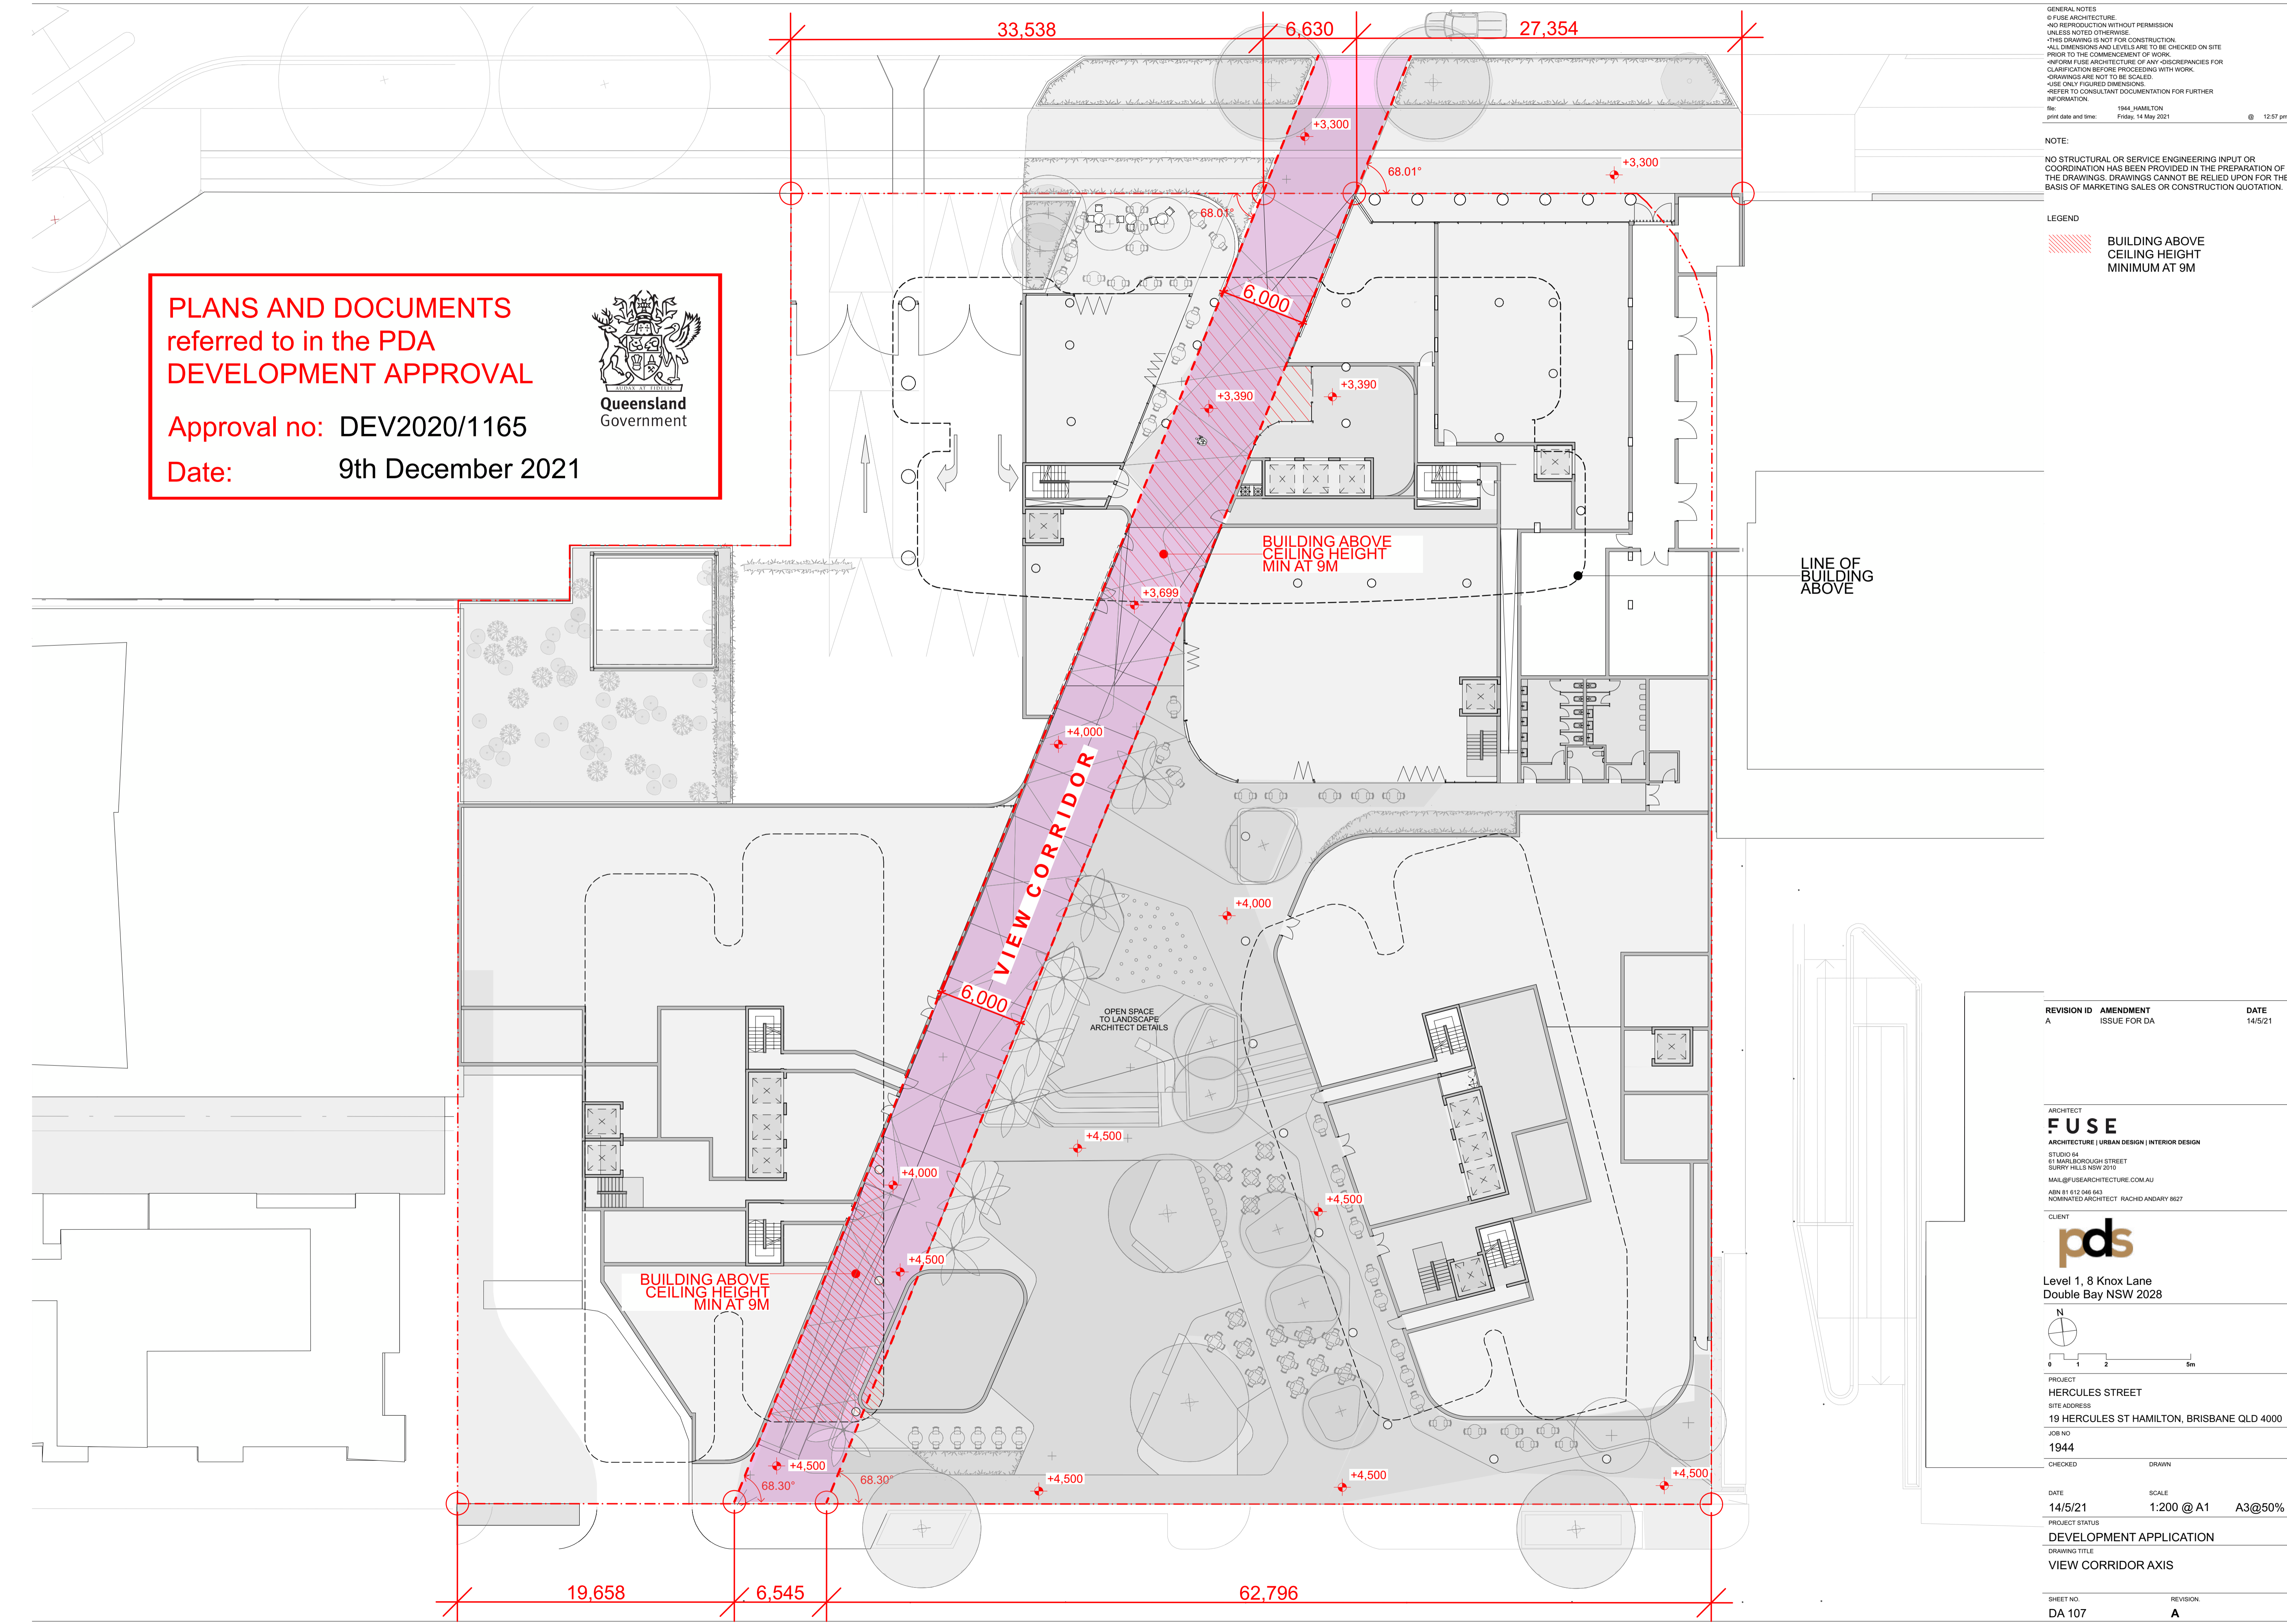 33,538
6,630
27,354
+3,300
+3,300
68.01°
68.01°
6,000
PLANS AND DOCUMENTS
referred to in the PDA
DEVELOPMENT APPROVAL
Approval no: DEV2020/1165
Date: 9th December 2021
AUDAX AT FIDELIS
Queensland
Government
+3,390
+3,390
BUILDING ABOVE
CEILING HEIGHT
MIN AT 9M
+3,699
LINE OF
BUILDING
ABOVE
+4,000
VIEW CORRIDOR
+4,000
6,000
OPEN SPACE
TO LANDSCAPE
ARCHITECT DETAILS
+4,500
+4,000
+4,500
+4,500
BUILDING ABOVE
CEILING HEIGHT
MIN AT 9M
+4,500
68.30°
68.30°
+4,500
+4,500
+4,500
19,658
6,545
62,796
GENERAL NOTES
© FUSE ARCHITECTURE.
•NO REPRODUCTION WITHOUT PERMISSION
UNLESS NOTED OTHERWISE.
•THIS DRAWING IS NOT FOR CONSTRUCTION.
•ALL DIMENSIONS AND LEVELS ARE TO BE CHECKED ON SITE
PRIOR TO THE COMMENCEMENT OF WORK.
•INFORM FUSE ARCHITECTURE OF ANY •DISCREPANCIES FOR
CLARIFICATION BEFORE PROCEEDING WITH WORK.
•DRAWINGS ARE NOT TO BE SCALED.
•USE ONLY FIGURED DIMENSIONS.
•REFER TO CONSULTANT DOCUMENTATION FOR FURTHER
INFORMATION.
file: 1944_HAMILTON
print date and time: Friday, 14 May 2021 @ 12:57 pm
NOTE:
NO STRUCTURAL OR SERVICE ENGINEERING INPUT OR
COORDINATION HAS BEEN PROVIDED IN THE PREPARATION OF
THE DRAWINGS. DRAWINGS CANNOT BE RELIED UPON FOR THE
BASIS OF MARKETING SALES OR CONSTRUCTION QUOTATION.
LEGEND
BUILDING ABOVE
CEILING HEIGHT
MINIMUM AT 9M
REVISION ID AMENDMENT DATE
A ISSUE FOR DA 14/5/21
ARCHITECT
FUSE
ARCHITECTURE | URBAN DESIGN | INTERIOR DESIGN
STUDIO 64
61 MARLBOROUGH STREET
SURRY HILLS NSW 2010
MAIL@FUSEARCHITECTURE.COM.AU
ABN 81 612 046 643
NOMINATED ARCHITECT RACHID ANDARY 8627
CLIENT
pds
Level 1, 8 Knox Lane
Double Bay NSW 2028
N
0 1 2 5m
PROJECT
HERCULES STREET
SITE ADDRESS
19 HERCULES ST HAMILTON, BRISBANE QLD 4000
JOB NO
1944
CHECKED DRAWN
DATE SCALE
14/5/21 1:200 @ A1 A3@50%
PROJECT STATUS
DEVELOPMENT APPLICATION
DRAWING TITLE
VIEW CORRIDOR AXIS
SHEET NO. REVISION.
DA 107 A